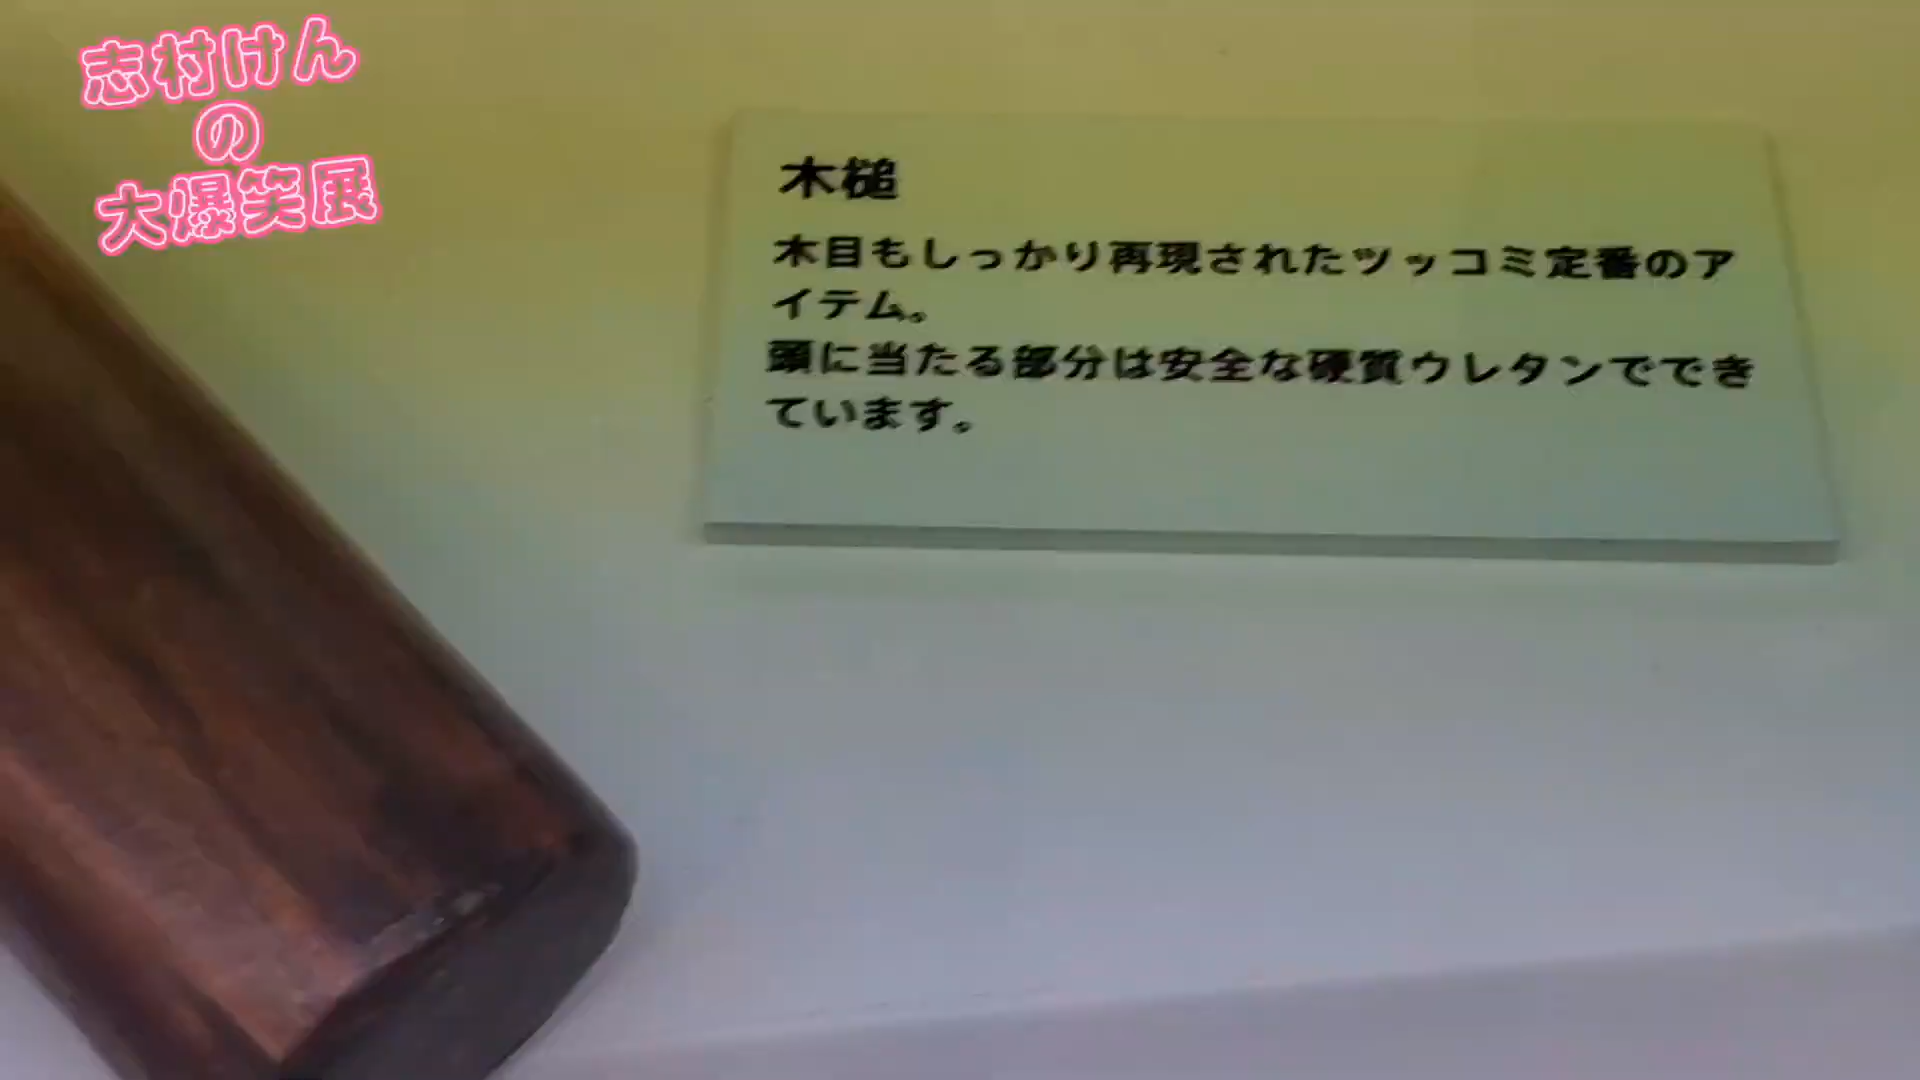 志村けん
の
大爆笑展
木槌
木目もしっかり再現されたツッコミ定番のア
イテム。
頭に当たる部分は安全な硬質ウレタンででき
ています。